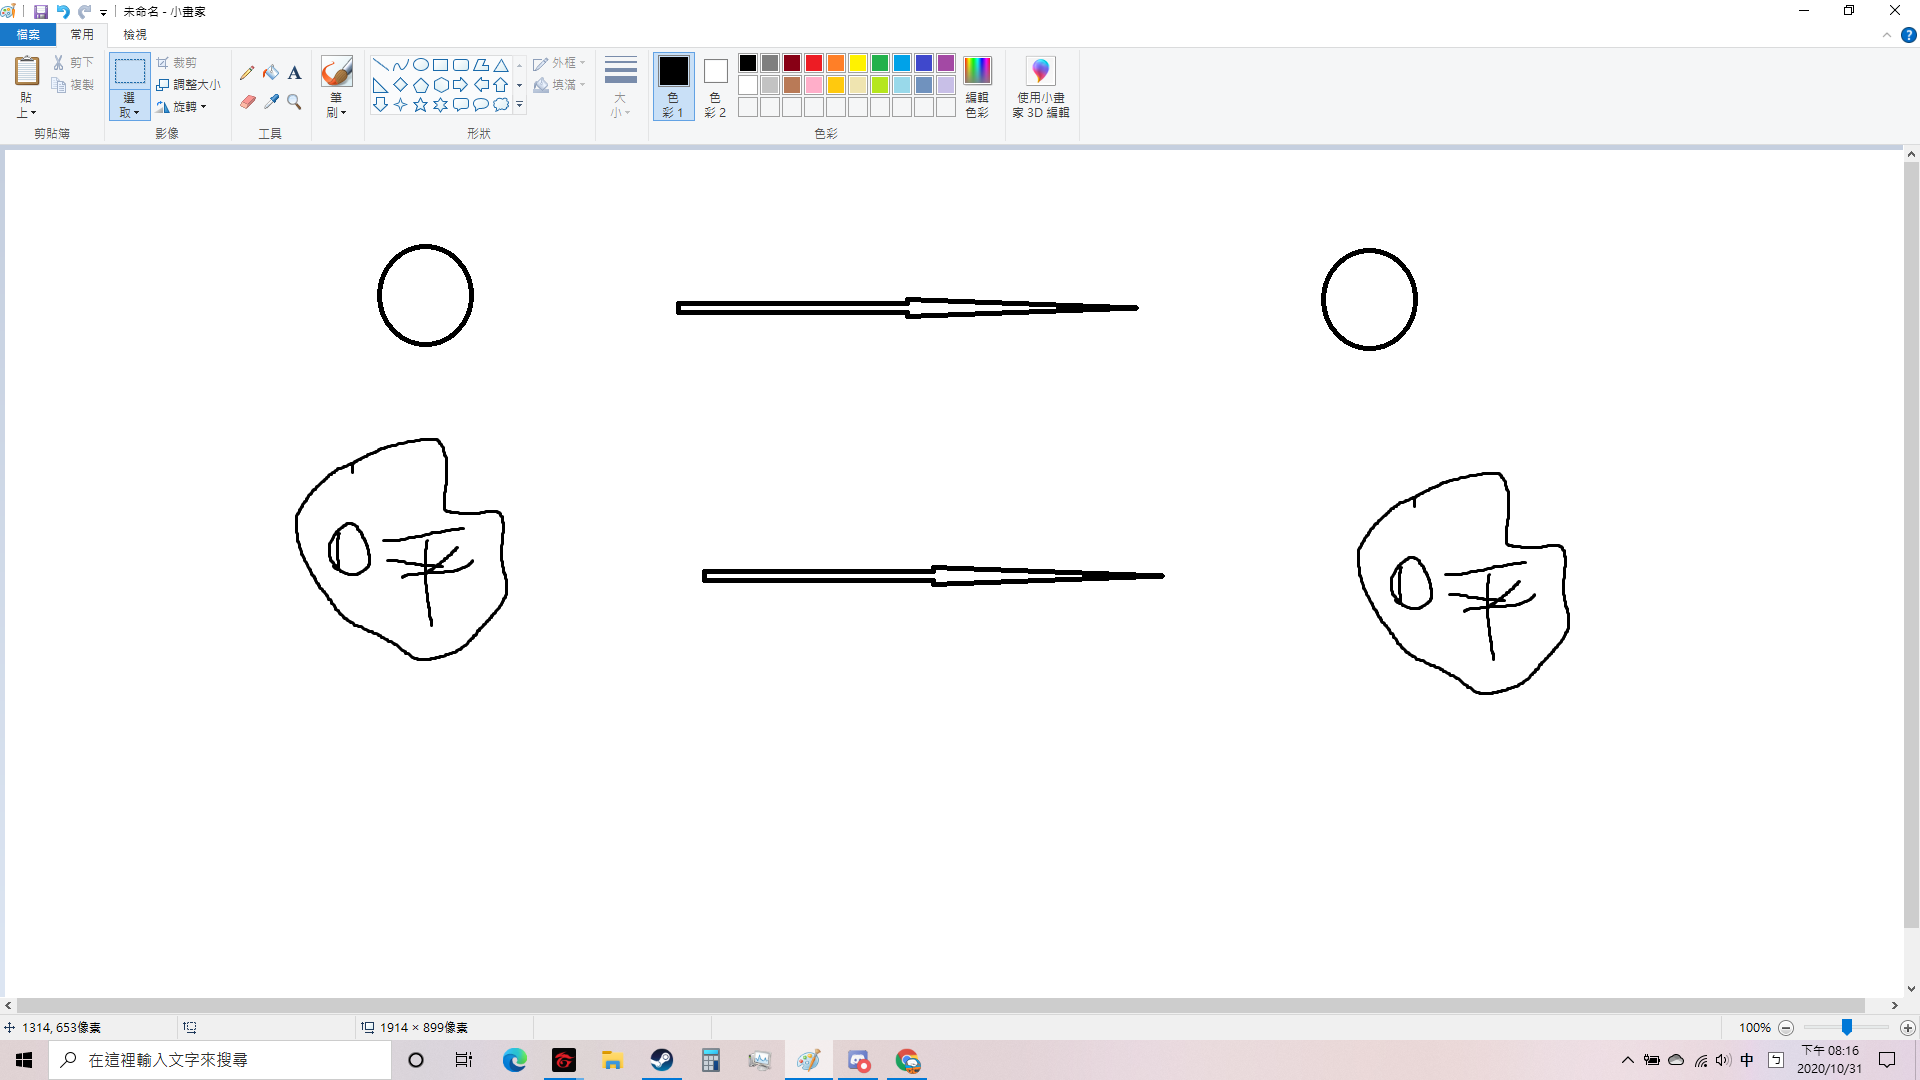 未命名 - 小畫家
檔案 常用 檢視
貼上 剪下 複製 剪貼簿
選取 裁剪 調整大小 旋轉 影像
A
工具
筆刷
形狀
外框 填滿
大小
色彩 1
色彩 2
編輯色彩
色彩
使用小畫家 3D 編輯
1314, 653像素
1914 × 899像素
100%
在這裡輸入文字來搜尋
中
下午 08:16
2020/10/31